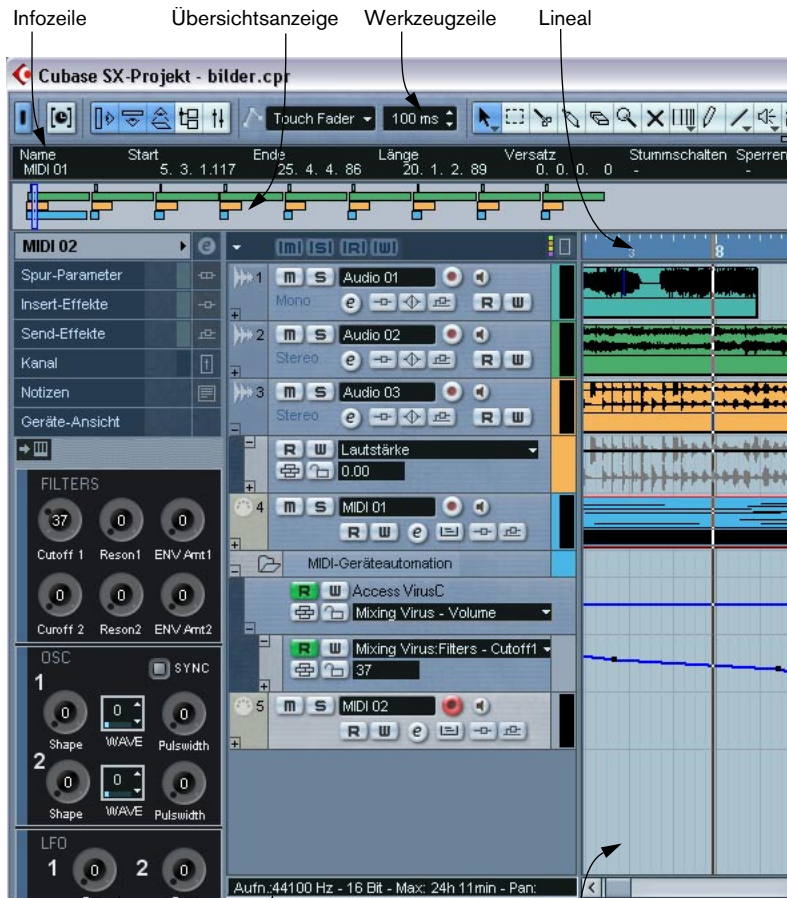 Infozeile Übersichtsanzeige Werkzeugzeile Lineal
Cubase SX-Projekt - bilder.cpr
Touch Fader 100 ms
Name Start Ende Länge Versatz Stummschalten Sperren
MIDI 01 5. 3. 1.117 25. 4. 4. 86 20. 1. 2. 89 0. 0. 0. 0 - -
MIDI 02 e [m] [S] [R] [W] 3 8
Spur-Parameter
Insert-Effekte
Send-Effekte
Kanal
Notizen
Geräte-Ansicht
1 m S Audio 01
Mono e R W
2 m S Audio 02
Stereo e R W
3 m S Audio 03
Stereo e R W
R W Lautstärke
0.00
4 m S MIDI 01
R W e
MIDI-Geräteautomation
R W Access VirusC
Mixing Virus - Volume
R W Mixing Virus:Filters - Cutoff1
37
5 m S MIDI 02
R W e
FILTERS
37 0 0
Cutoff 1 Reson1 ENV Amt1
0 0 0
Curoff 2 Reson2 ENV Amt2
OSC SYNC
1
0 0 0
Shape WAVE Pulswidth
2
0 0 0
Shape WAVE Pulswidth
LFO
1 0 2 0
Aufn.:44100 Hz - 16 Bit - Max: 24h 11min - Pan: